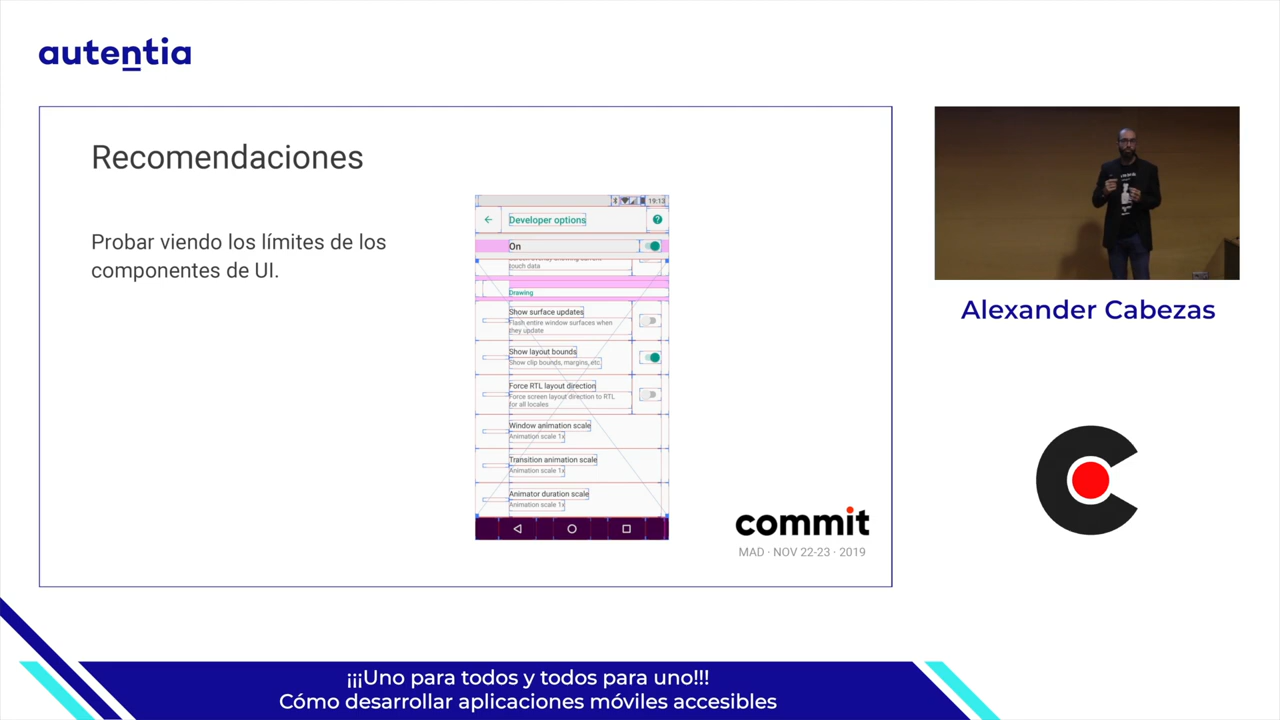 autentia
Recomendaciones
Probar viendo los límites de los
componentes de UI.
19:13
Developer options
On
touch data
Drawing
Show surface updates
Flash entire window surfaces when
they update
Show layout bounds
Show clip bounds, margins, etc.
Force RTL layout direction
Force screen layout direction to RTL
for all locales
Window animation scale
Animation scale 1x
Transition animation scale
Animation scale 1x
Animator duration scale
Animation scale 1x
commit
MAD · NOV 22-23 · 2019
Alexander Cabezas
¡¡¡Uno para todos y todos para uno!!!
Cómo desarrollar aplicaciones móviles accesibles